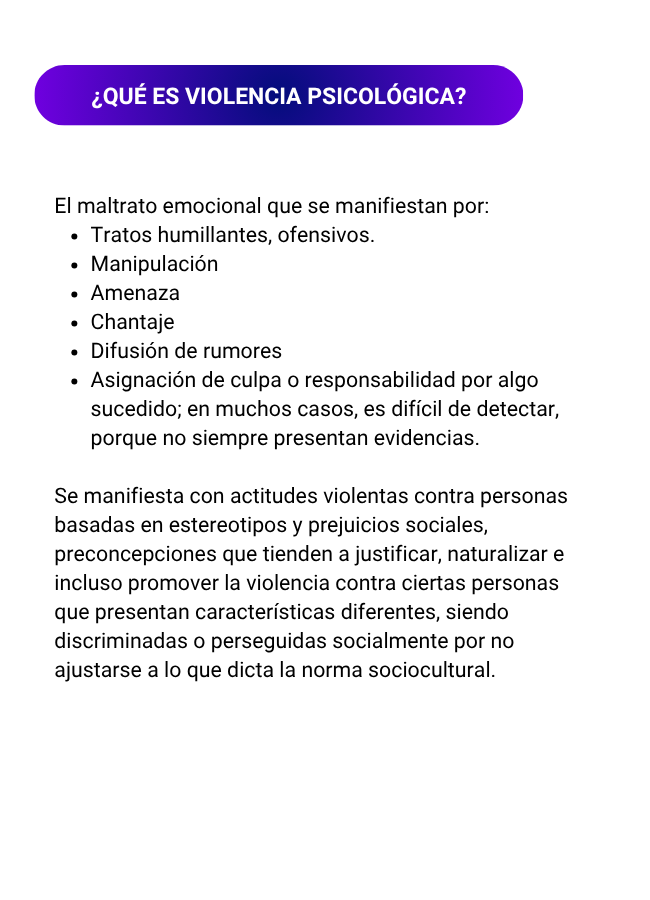 ¿QUÉ ES VIOLENCIA PSICOLÓGICA?
El maltrato emocional que se manifiestan por:
• Tratos humillantes, ofensivos.
• Manipulación
• Amenaza
• Chantaje
• Difusión de rumores
• Asignación de culpa o responsabilidad por algo
sucedido; en muchos casos, es difícil de detectar,
porque no siempre presentan evidencias.
Se manifiesta con actitudes violentas contra personas
basadas en estereotipos y prejuicios sociales,
preconcepciones que tienden a justificar, naturalizar e
incluso promover la violencia contra ciertas personas
que presentan características diferentes, siendo
discriminadas o perseguidas socialmente por no
ajustarse a lo que dicta la norma sociocultural.